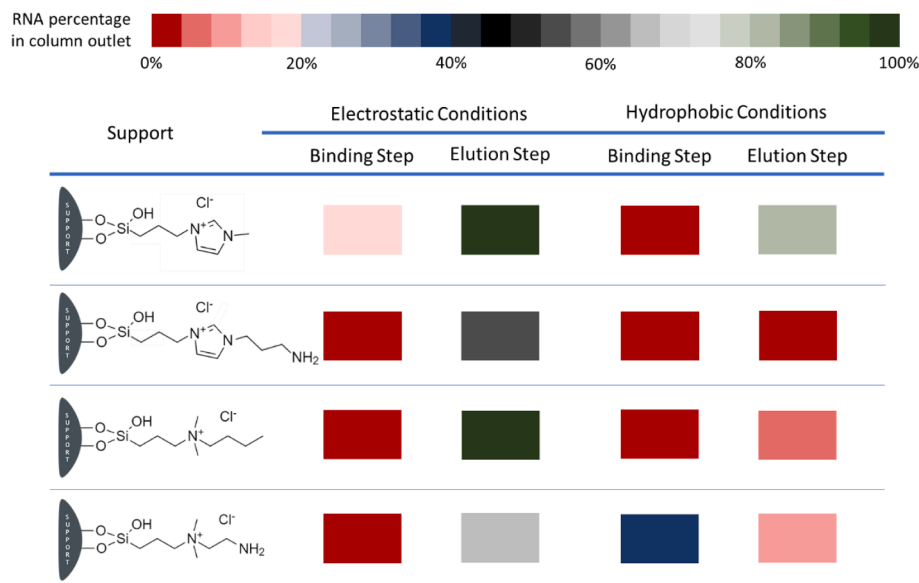 RNA percentage
in column outlet
0% 20% 40% 60% 80% 100%
Support
Electrostatic Conditions Hydrophobic Conditions
Binding Step Elution Step Binding Step Elution Step
SUPPORT
O
O
Si
OH
Cl-
N+
N
SUPPORT
O
O
Si
OH
Cl-
N+
N
NH2
SUPPORT
O
O
Si
OH
Cl-
N+
SUPPORT
O
O
Si
OH
Cl-
N+
NH2